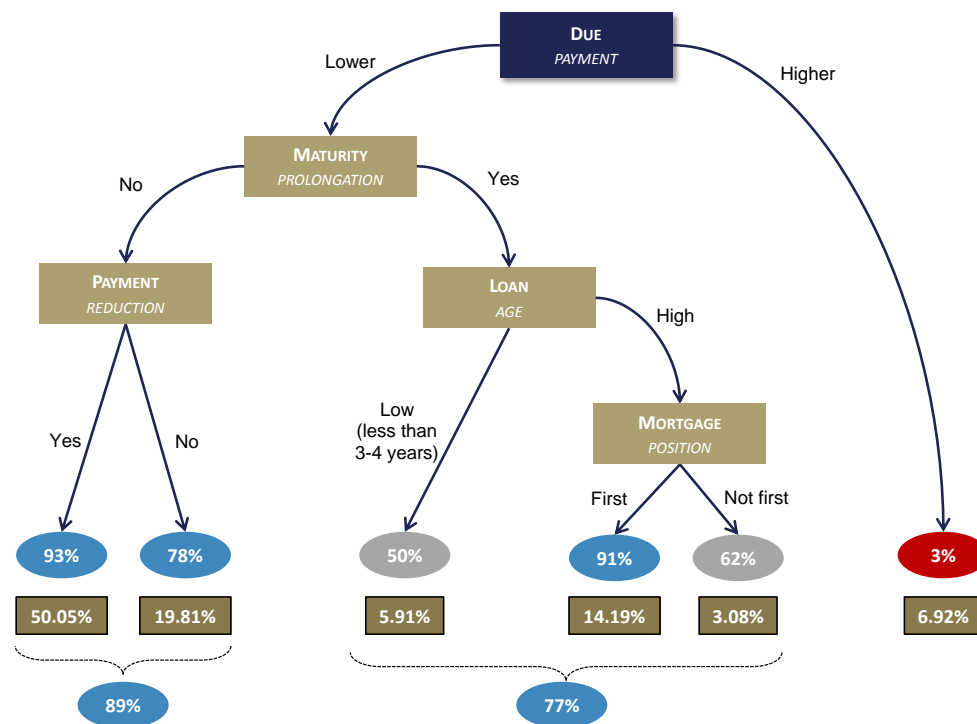 DUE
PAYMENT
Lower
Higher
MATURITY
PROLONGATION
No
Yes
PAYMENT
REDUCTION
LOAN
AGE
High
Low
(less than
3-4 years)
MORTGAGE
POSITION
Yes
No
First
Not first
93%
78%
50%
91%
62%
3%
50.05%
19.81%
5.91%
14.19%
3.08%
6.92%
89%
77%